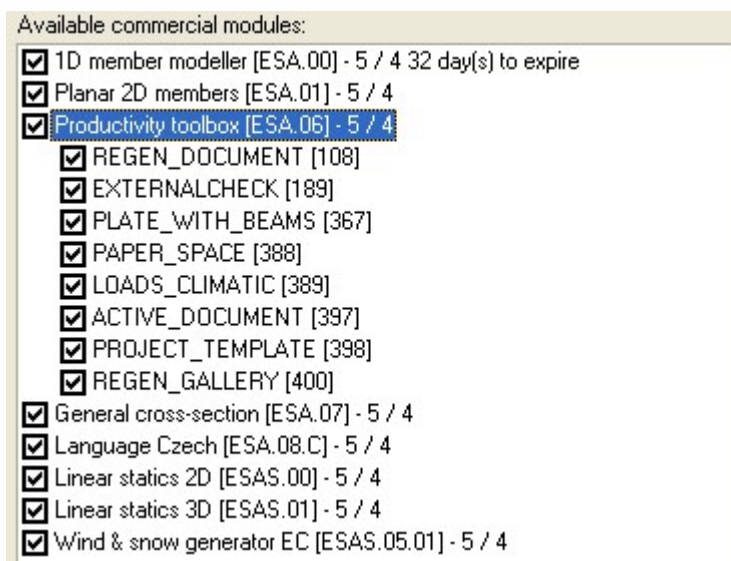 Available commercial modules:
1D member modeller [ESA.00] - 5 / 4 32 day(s) to expire
Planar 2D members [ESA.01] - 5 / 4
Productivity toolbox [ESA.06] - 5 / 4
REGEN_DOCUMENT [108]
EXTERNALCHECK [189]
PLATE_WITH_BEAMS [367]
PAPER_SPACE [388]
LOADS_CLIMATIC [389]
ACTIVE_DOCUMENT [397]
PROJECT_TEMPLATE [398]
REGEN_GALLERY [400]
General cross-section [ESA.07] - 5 / 4
Language Czech [ESA.08.C] - 5 / 4
Linear statics 2D [ESAS.00] - 5 / 4
Linear statics 3D [ESAS.01] - 5 / 4
Wind & snow generator EC [ESAS.05.01] - 5 / 4